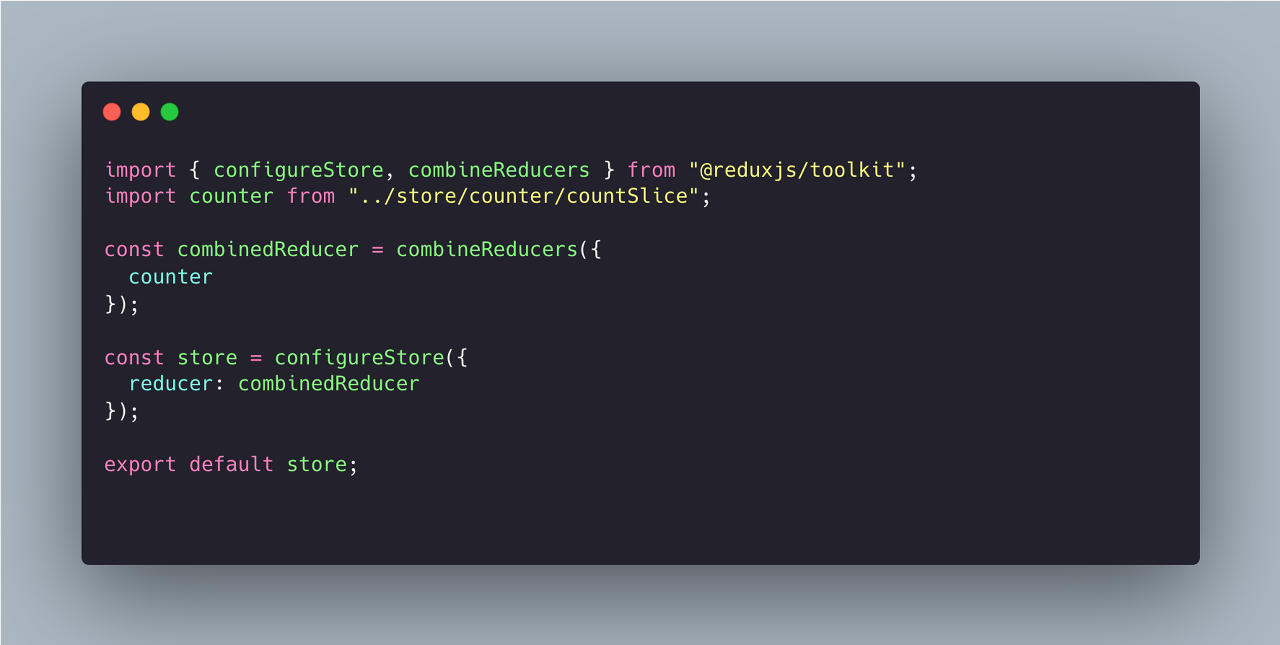 import { configureStore, combineReducers } from "@reduxjs/toolkit";
import counter from "../store/counter/countSlice";

const combinedReducer = combineReducers({
  counter
});

const store = configureStore({
  reducer: combinedReducer
});

export default store;